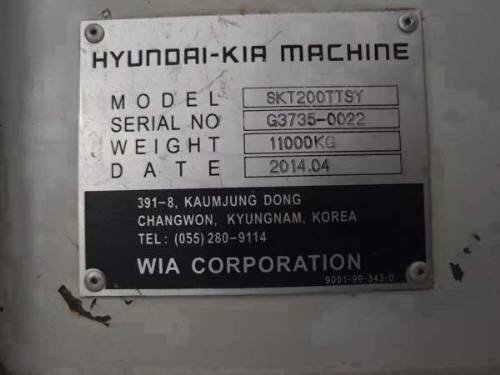 HYUNDAI-KIA MACHINE
MODEL SKT200TTSY
SERIAL NO G3735-0022
WEIGHT 11000KG
DATE 2014.04
391-8, KAUMJUNG DONG
CHANGWON, KYUNGNAM, KOREA
TEL: (055) 280-9114
WIA CORPORATION
9001-99-343-0